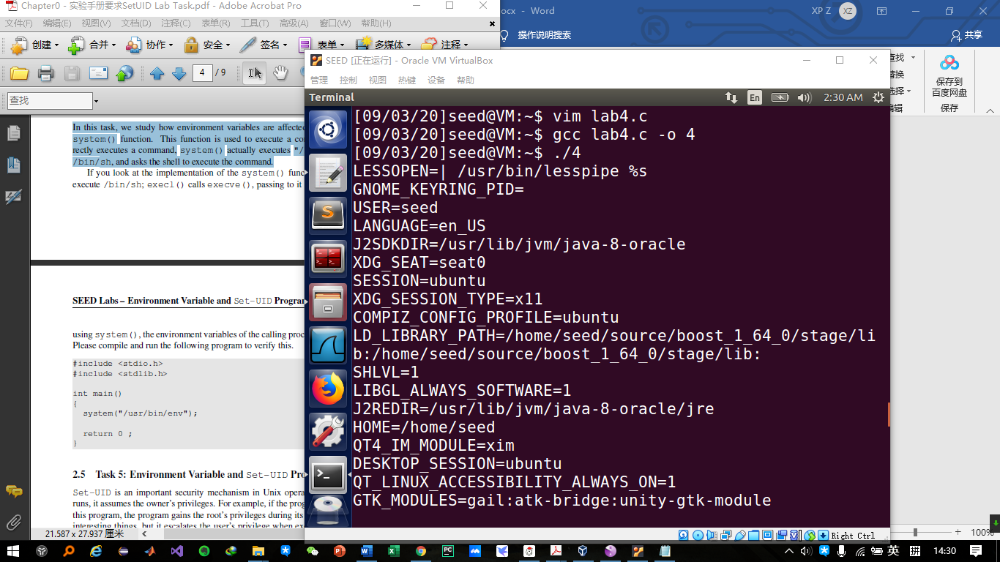 Chapter0 - 实验手册要求SetUID Lab Task.pdf - Adobe Acrobat Pro
ocx - Word
XP Z
XZ
文件(F) 编辑(E) 视图(V) 文档(D) 注释(C) 表单(R) 工具(T) 高级(A) 窗口(W) 帮助(H)
操作说明搜索
共享
创建 合并 协作 安全 签名 表单 多媒体 注释
4 / 9
查找
查找
替换
选择
编辑
保存到
百度网盘
保存
In this task, we study how environment variables are affected
system() function. This function is used to execute a co
rectly executes a command, system() actually executes "/
/bin/sh, and asks the shell to execute the command.
If you look at the implementation of the system() func
execute /bin/sh; execl() calls execve(), passing to it
SEED Labs – Environment Variable and Set-UID Progra
using system(), the environment variables of the calling proc
Please compile and run the following program to verify this.
#include <stdio.h>
#include <stdlib.h>
int main()
{
system("/usr/bin/env");
return 0 ;
}
2.5 Task 5: Environment Variable and Set-UID Pro
Set-UID is an important security mechanism in Unix opera
runs, it assumes the owner's privileges. For example, if the prog
this program, the program gains the root's privileges during its
interesting things, but it escalates the user's privilege when ex
21.587 x 27.937 厘米
SEED [正在运行] - Oracle VM VirtualBox
管理 控制 视图 热键 设备 帮助
Terminal
En
2:30 AM
[09/03/20]seed@VM:~$ vim lab4.c
[09/03/20]seed@VM:~$ gcc lab4.c -o 4
[09/03/20]seed@VM:~$ ./4
LESSOPEN=| /usr/bin/lesspipe %s
GNOME_KEYRING_PID=
USER=seed
LANGUAGE=en_US
J2SDKDIR=/usr/lib/jvm/java-8-oracle
XDG_SEAT=seat0
SESSION=ubuntu
XDG_SESSION_TYPE=x11
COMPIZ_CONFIG_PROFILE=ubuntu
LD_LIBRARY_PATH=/home/seed/source/boost_1_64_0/stage/li
b:/home/seed/source/boost_1_64_0/stage/lib:
SHLVL=1
LIBGL_ALWAYS_SOFTWARE=1
J2REDIR=/usr/lib/jvm/java-8-oracle/jre
HOME=/home/seed
QT4_IM_MODULE=xim
DESKTOP_SESSION=ubuntu
QT_LINUX_ACCESSIBILITY_ALWAYS_ON=1
GTK_MODULES=gail:atk-bridge:unity-gtk-module
Right Ctrl
100%
英 拼 14:30